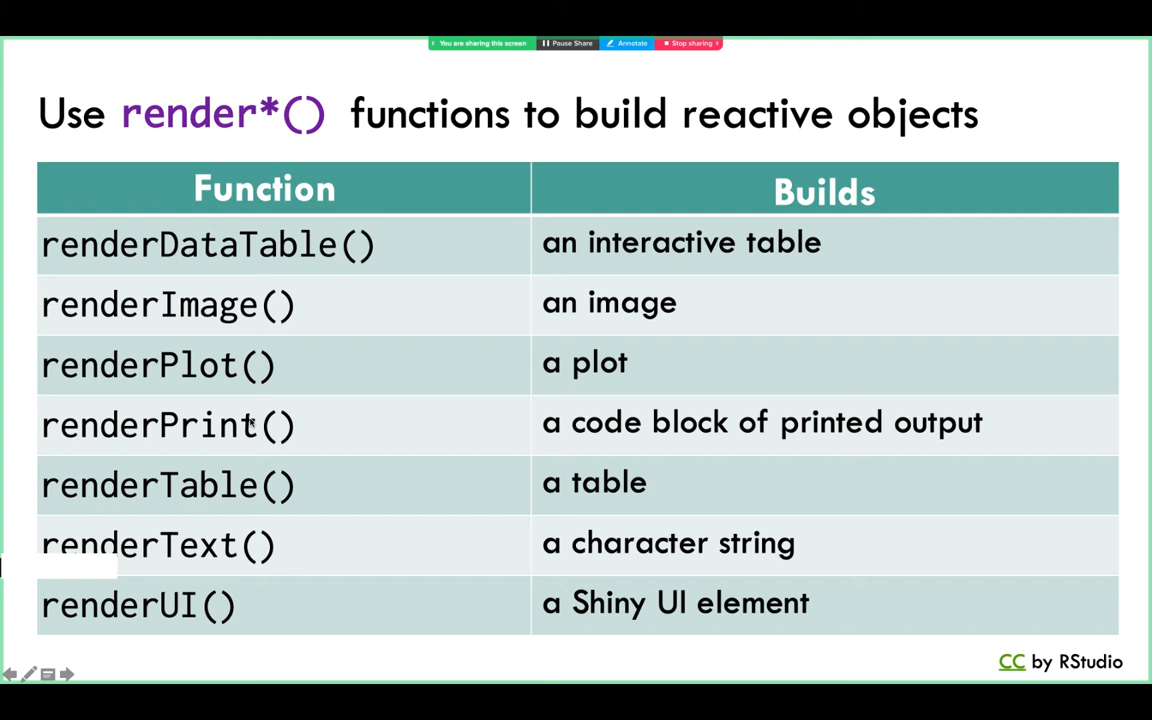 You are sharing this screen Pause Share Annotate Stop sharing
Use render*() functions to build reactive objects
Function Builds
renderDataTable() an interactive table
renderImage() an image
renderPlot() a plot
renderPrint() a code block of printed output
renderTable() a table
renderText() a character string
renderUI() a Shiny UI element
CC by RStudio